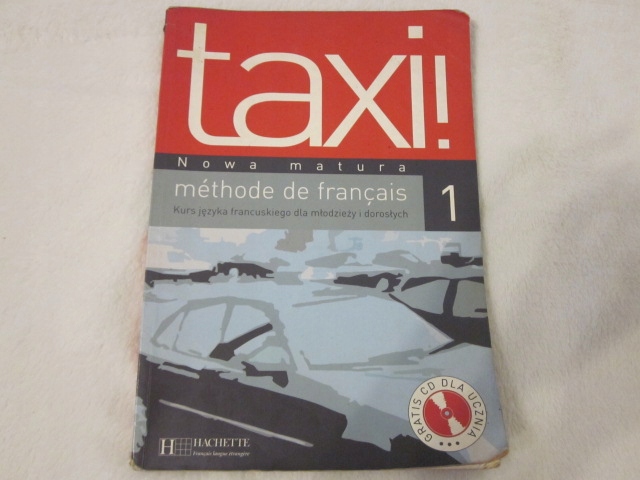 taxi!
Nowa matura
méthode de français
1
Kurs języka francuskiego dla młodzieży i dorosłych
GRATIS CD DLA UCZNIA
H HACHETTE
Français langue étrangère